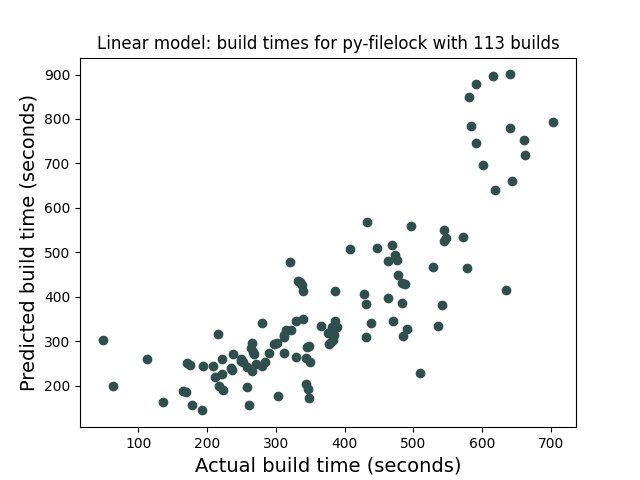 Linear model: build times for py-filelock with 113 builds
900
800
700
600
500
400
300
200
Predicted build time (seconds)
100 200 300 400 500 600 700
Actual build time (seconds)